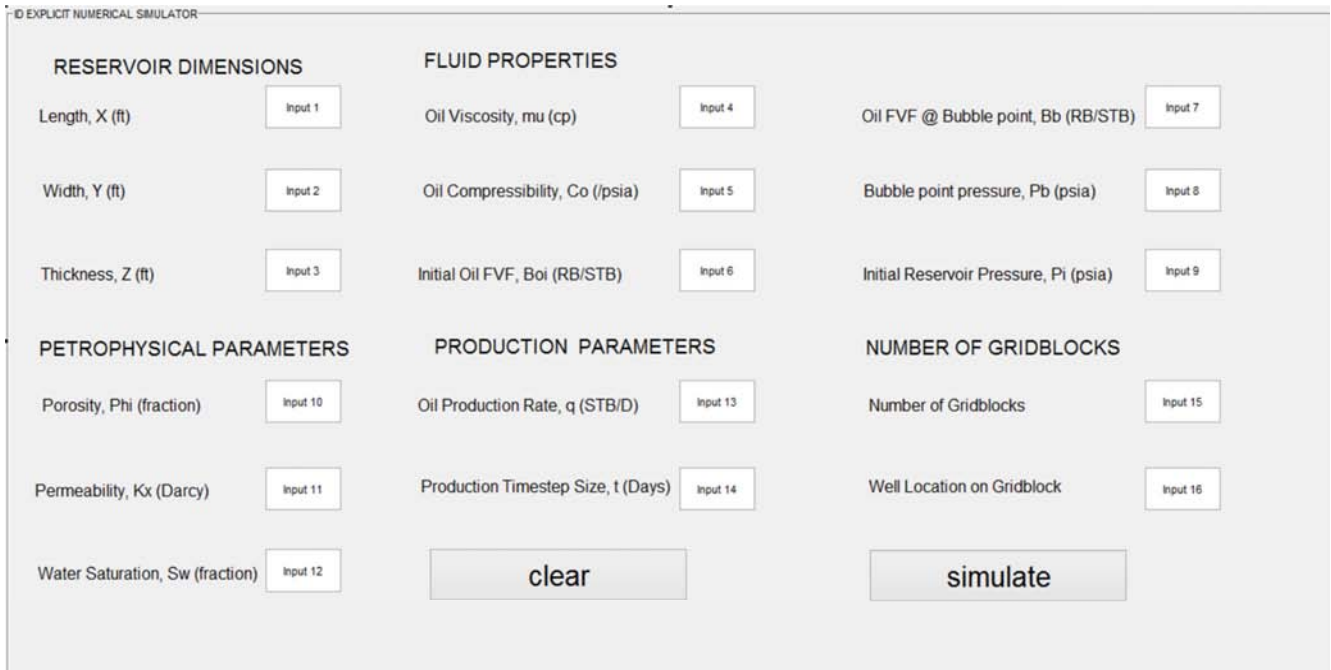 ID EXPLICIT NUMERICAL SIMULATOR
RESERVOIR DIMENSIONS
Length, X (ft) Input 1
Width, Y (ft) Input 2
Thickness, Z (ft) Input 3
FLUID PROPERTIES
Oil Viscosity, mu (cp) Input 4
Oil Compressibility, Co (/psia) Input 5
Initial Oil FVF, Boi (RB/STB) Input 6
Oil FVF @ Bubble point, Bb (RB/STB) Input 7
Bubble point pressure, Pb (psia) Input 8
Initial Reservoir Pressure, Pi (psia) Input 9
PETROPHYSICAL PARAMETERS
Porosity, Phi (fraction) Input 10
Permeability, Kx (Darcy) Input 11
Water Saturation, Sw (fraction) Input 12
PRODUCTION PARAMETERS
Oil Production Rate, q (STB/D) Input 13
Production Timestep Size, t (Days) Input 14
clear
NUMBER OF GRIDBLOCKS
Number of Gridblocks Input 15
Well Location on Gridblock Input 16
simulate